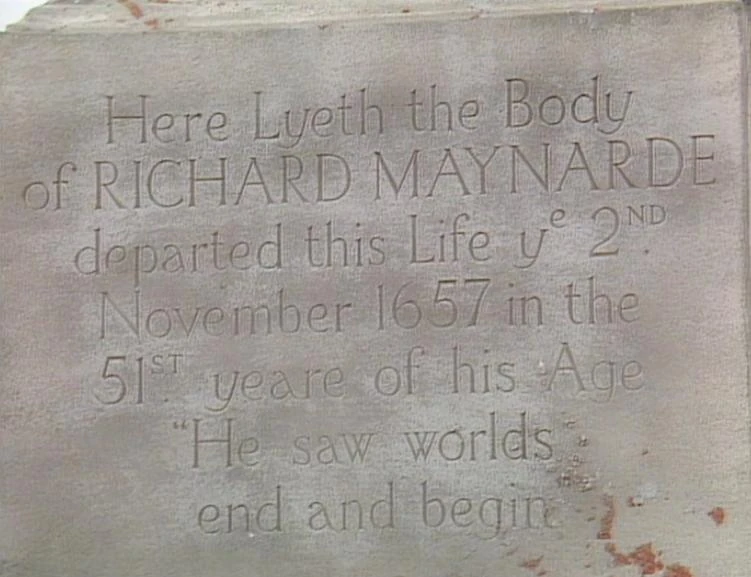 Here Lyeth the Body
of RICHARD MAYNARDE
departed this Life yᵉ 2ᴺᴰ.
November 1657 in the
51ˢᵀ. yeare of his Age
“He saw worlds
end and begin”